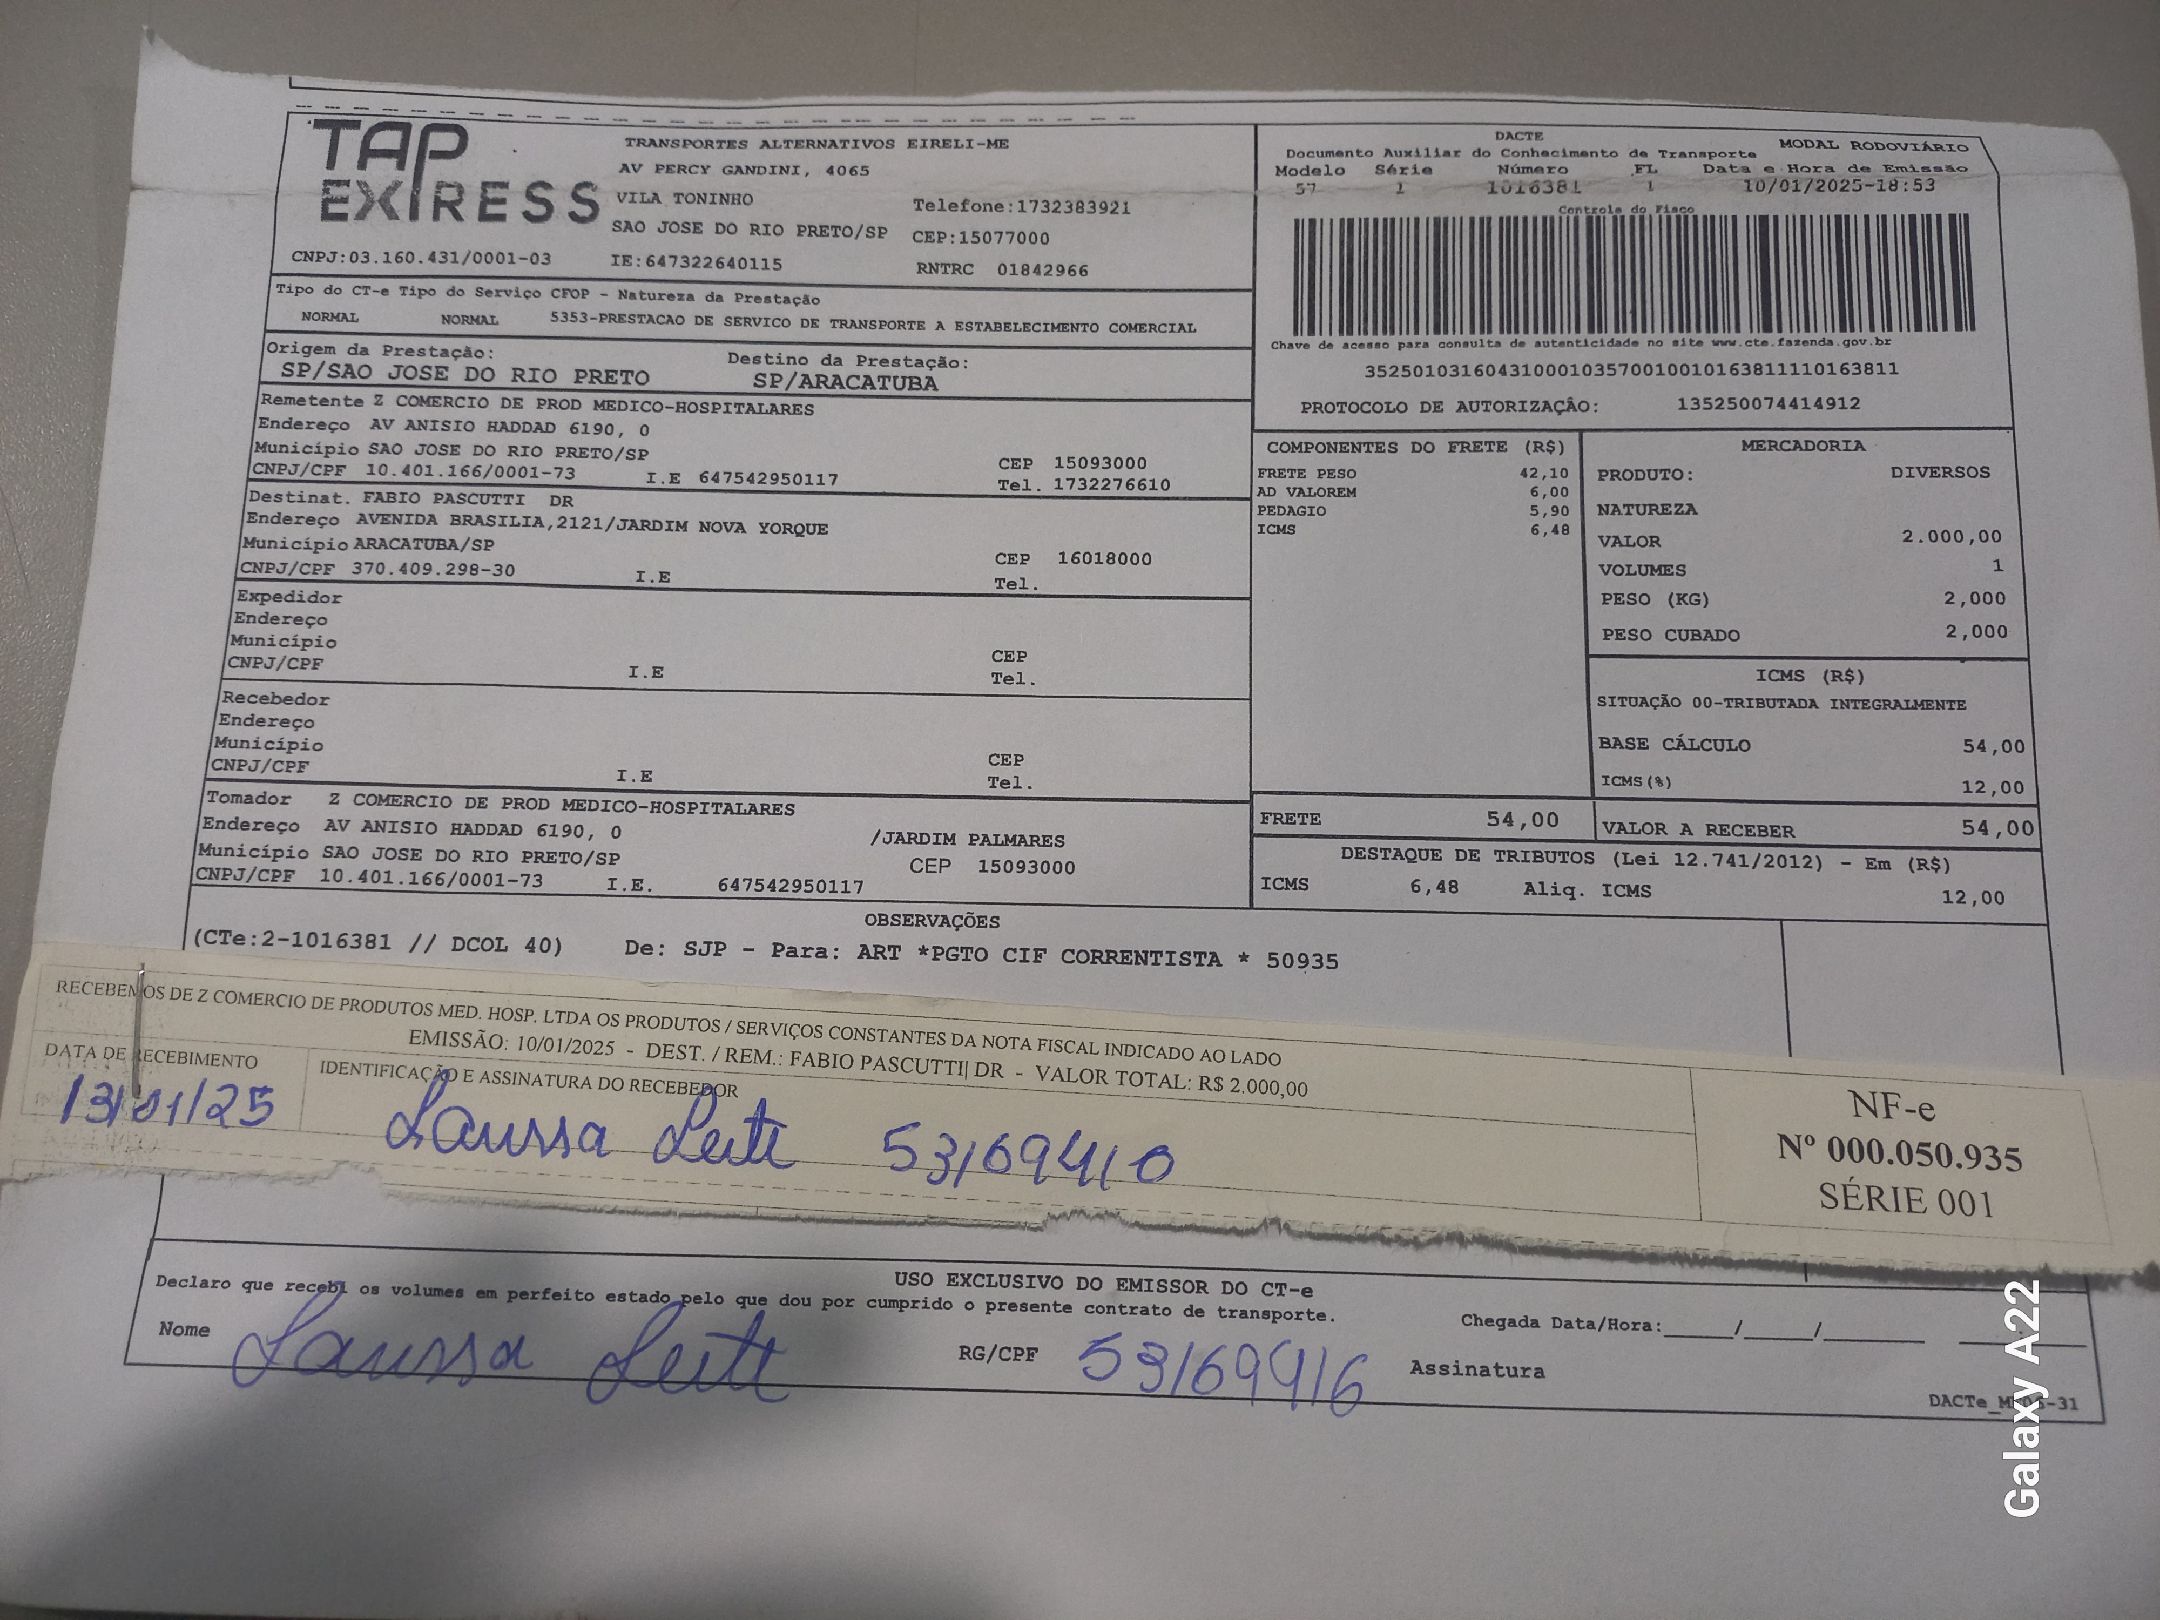 TAP
EXPRESS
TRANSPORTES ALTERNATIVOS EIRELI-ME
AV PERCY GANDINI, 4065
VILA TONINHO
Telefone:1732383921
SAO JOSE DO RIO PRETO/SP CEP:15077000
CNPJ:03.160.431/0001-03 IE:647322640115 RNTRC 01842966
DACTE MODAL RODOVIÁRIO
Documento Auxiliar do Conhecimento de Transporte
Modelo Série Número FL Data e Hora de Emissão
57 1 1016381 1 10/01/2025-18:53
Controle do Fisco
Chave de acesso para consulta de autenticidade no site www.cte.fazenda.gov.br
35250103160431000103570010010163811110163811
PROTOCOLO DE AUTORIZAÇÂO: 135250074414912
Tipo do CT-e Tipo do Serviço CFOP - Natureza da Prestação
NORMAL NORMAL 5353-PRESTACAO DE SERVICO DE TRANSPORTE A ESTABELECIMENTO COMERCIAL
Origem da Prestação: Destino da Prestação:
SP/SAO JOSE DO RIO PRETO SP/ARACATUBA
Remetente Z COMERCIO DE PROD MEDICO-HOSPITALARES
Endereço AV ANISIO HADDAD 6190, 0
Município SAO JOSE DO RIO PRETO/SP CEP 15093000
CNPJ/CPF 10.401.166/0001-73 I.E 647542950117 Tel. 1732276610
Destinat. FABIO PASCUTTI DR
Endereço AVENIDA BRASILIA,2121/JARDIM NOVA YORQUE
Município ARACATUBA/SP CEP 16018000
CNPJ/CPF 370.409.298-30 I.E Tel.
Expedidor
Endereço
Município CEP
CNPJ/CPF I.E Tel.
Recebedor
Endereço
Município CEP
CNPJ/CPF I.E Tel.
Tomador Z COMERCIO DE PROD MEDICO-HOSPITALARES
Endereço AV ANISIO HADDAD 6190, 0 /JARDIM PALMARES
Município SAO JOSE DO RIO PRETO/SP CEP 15093000
CNPJ/CPF 10.401.166/0001-73 I.E. 647542950117
COMPONENTES DO FRETE (R$)
FRETE PESO 42,10
AD VALOREM 6,00
PEDAGIO 5,90
ICMS 6,48
MERCADORIA
PRODUTO: DIVERSOS
NATUREZA
VALOR 2.000,00
VOLUMES 1
PESO (KG) 2,000
PESO CUBADO 2,000
ICMS (R$)
SITUAÇÃO 00-TRIBUTADA INTEGRALMENTE
BASE CÁLCULO 54,00
ICMS(%) 12,00
FRETE 54,00 VALOR A RECEBER 54,00
DESTAQUE DE TRIBUTOS (Lei 12.741/2012) - Em (R$)
ICMS 6,48 Aliq. ICMS 12,00
OBSERVAÇÕES
(CTe:2-1016381 // DCOL 40) De: SJP - Para: ART *PGTO CIF CORRENTISTA * 50935
RECEBEMOS DE Z COMERCIO DE PRODUTOS MED. HOSP. LTDA OS PRODUTOS / SERVIÇOS CONSTANTES DA NOTA FISCAL INDICADO AO LADO
EMISSÃO: 10/01/2025 - DEST. / REM.: FABIO PASCUTTI| DR - VALOR TOTAL: R$ 2.000,00
DATA DE RECEBIMENTO IDENTIFICAÇÃO E ASSINATURA DO RECEBEDOR
13/01/25 Leite
NF-e
Nº 000.050.935
SÉRIE 001
USO EXCLUSIVO DO EMISSOR DO CT-e
Declaro que recebi os volumes em perfeito estado pelo que dou por cumprido o presente contrato de transporte.
Chegada Data/Hora:_____/_____/_______
Nome Leite RG/CPF Assinatura
Galaxy A22